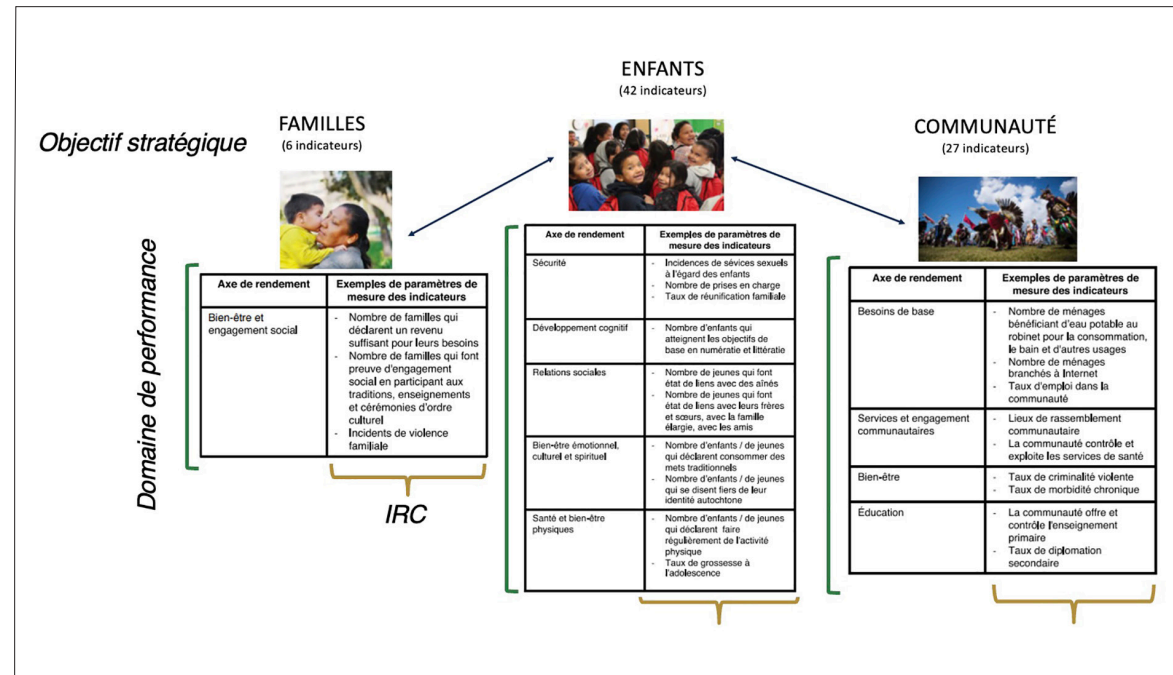 Objectif stratégique
FAMILLES
(6 indicateurs)
ENFANTS
(42 indicateurs)
COMMUNAUTÉ
(27 indicateurs)
Domaine de performance
Axe de rendement
Exemples de paramètres de
mesure des indicateurs
Bien-être et
engagement social
- Nombre de familles qui
déclarent un revenu
suffisant pour leurs besoins
- Nombre de familles qui font
preuve d'engagement
social en participant aux
traditions, enseignements
et cérémonies d'ordre
culturel
- Incidents de violence
familiale
IRC
Axe de rendement
Exemples de paramètres de
mesure des indicateurs
Sécurité
- Incidences de sévices sexuels
à l'égard des enfants
- Nombre de prises en charge
- Taux de réunification familiale
Développement cognitif
- Nombre d'enfants qui
atteignent les objectifs de
base en numératie et littératie
Relations sociales
- Nombre de jeunes qui font
état de liens avec des aînés
- Nombre de jeunes qui font
état de liens avec leurs frères
et sœurs, avec la famille
élargie, avec les amis
Bien-être émotionnel,
culturel et spirituel
- Nombre d'enfants / de jeunes
qui déclarent consommer des
mets traditionnels
- Nombre d'enfants / de jeunes
qui se disent fiers de leur
identité autochtone
Santé et bien-être
physiques
- Nombre d'enfants / de jeunes
qui déclarent faire
régulièrement de l'activité
physique
- Taux de grossesse à
l'adolescence
Axe de rendement
Exemples de paramètres de
mesure des indicateurs
Besoins de base
- Nombre de ménages
bénéficiant d'eau potable au
robinet pour la consommation,
le bain et d'autres usages
- Nombre de ménages
branchés à Internet
- Taux d'emploi dans la
communauté
Services et engagement
communautaires
- Lieux de rassemblement
communautaire
- La communauté contrôle et
exploite les services de santé
Bien-être
- Taux de criminalité violente
- Taux de morbidité chronique
Éducation
- La communauté offre et
contrôle l'enseignement
primaire
- Taux de diplomation
secondaire